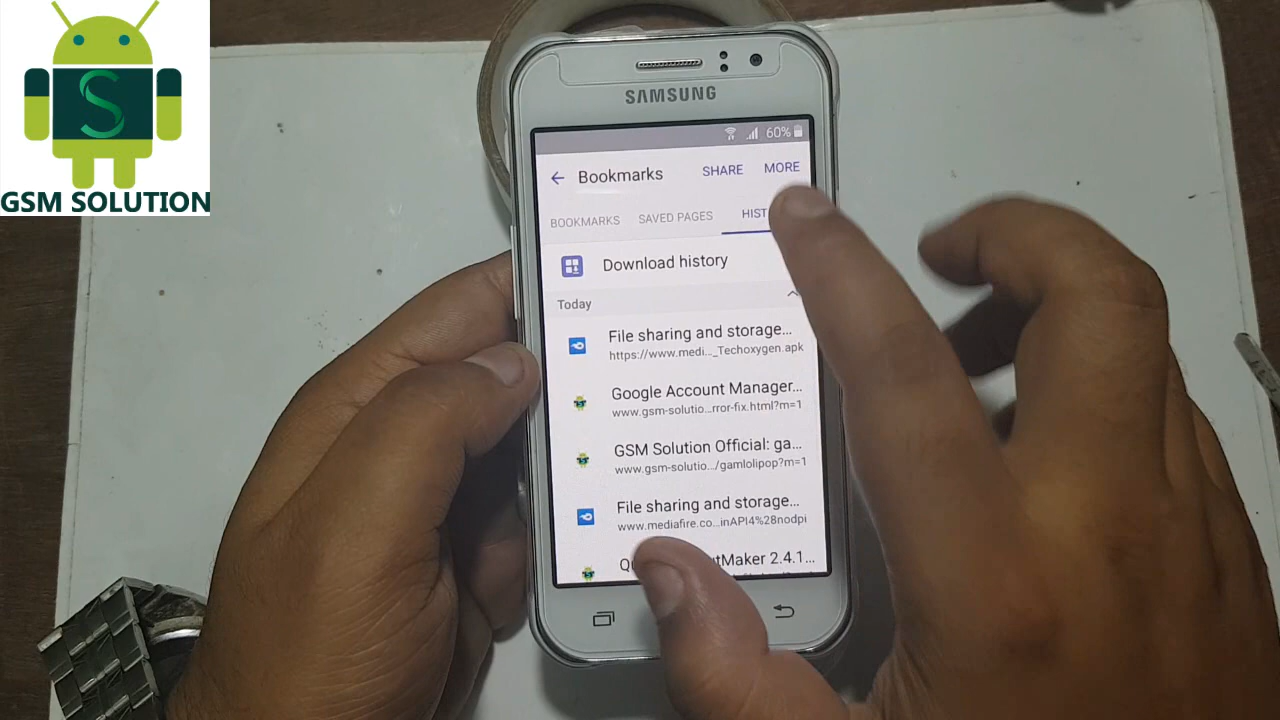 GSM SOLUTION
SAMSUNG
60%
Bookmarks
SHARE
MORE
BOOKMARKS
SAVED PAGES
HIST
Download history
Today
File sharing and storage...
https://www.medi..._Techoxygen.apk
Google Account Manager...
www.gsm-solutio...rror-fix.html?m=1
GSM Solution Official: ga...
www.gsm-solutio.../gamlolipop?m=1
File sharing and storage...
www.mediafire.co...inAPI4%28nodpi
utMaker 2.4.1...